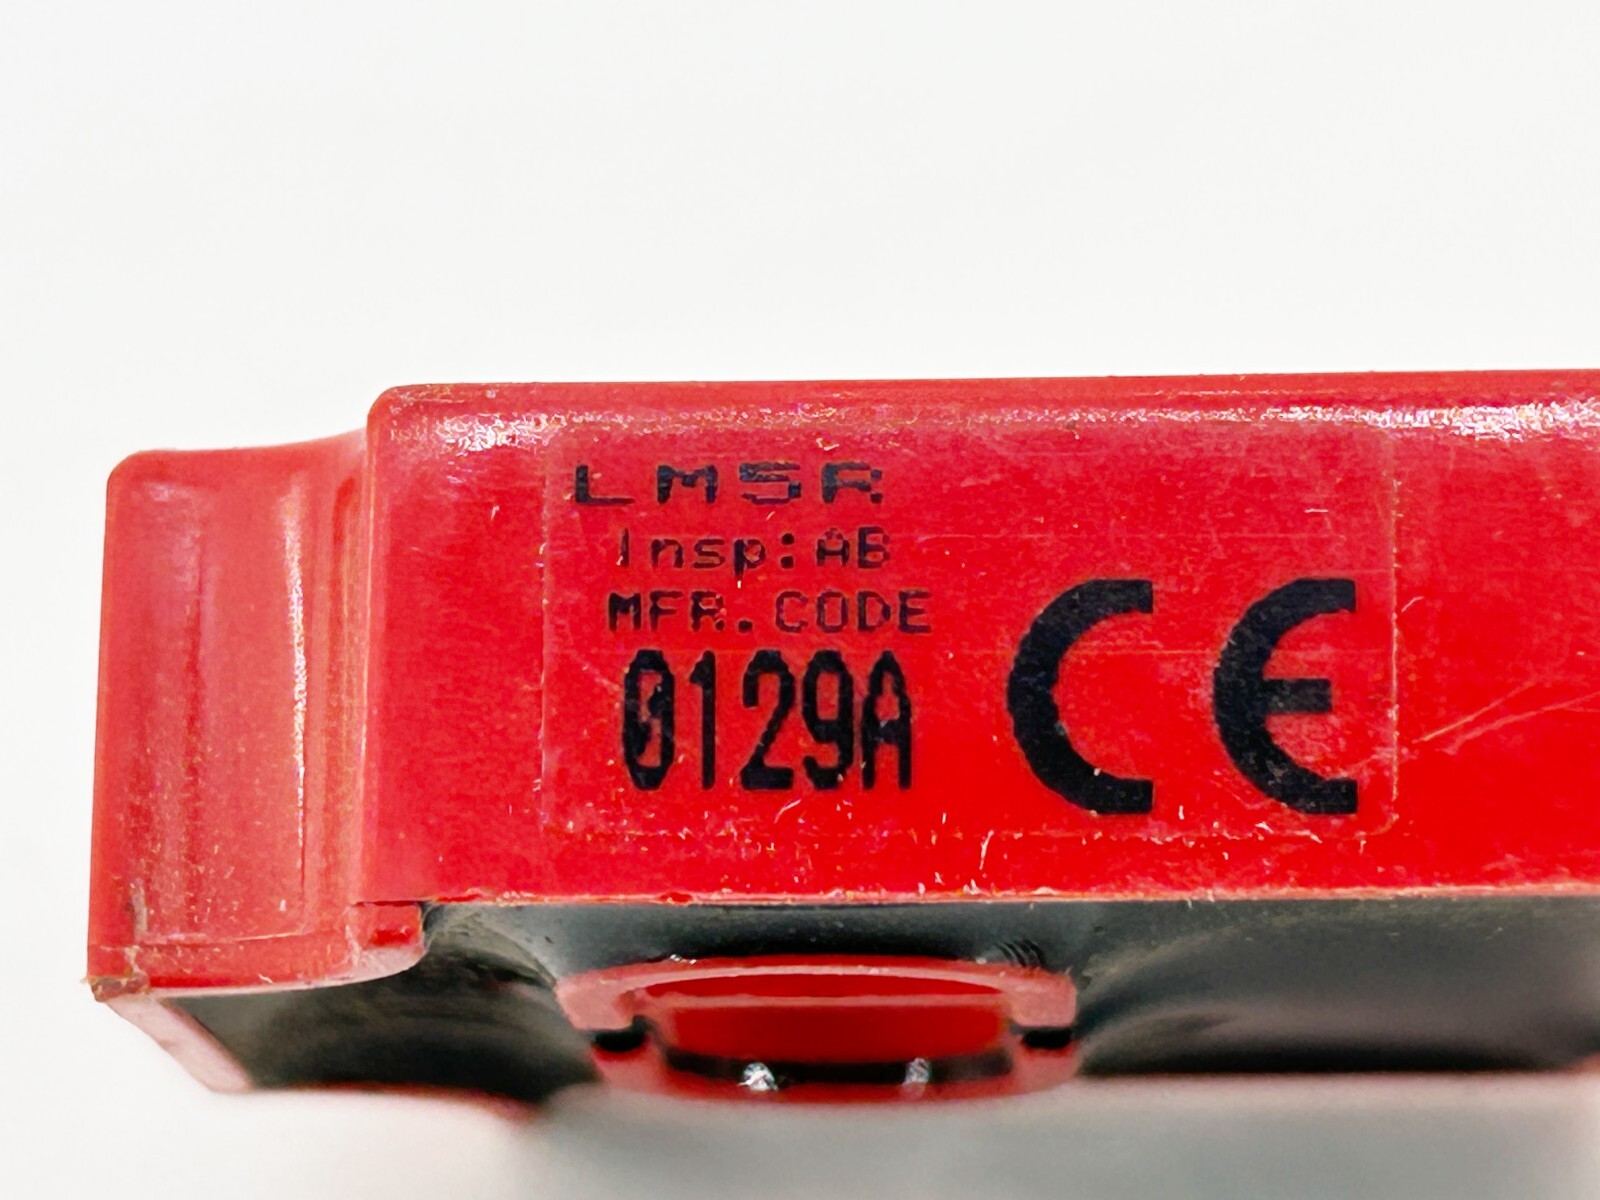 LM5R
Insp:AB
MFR.CODE
0129A
CE